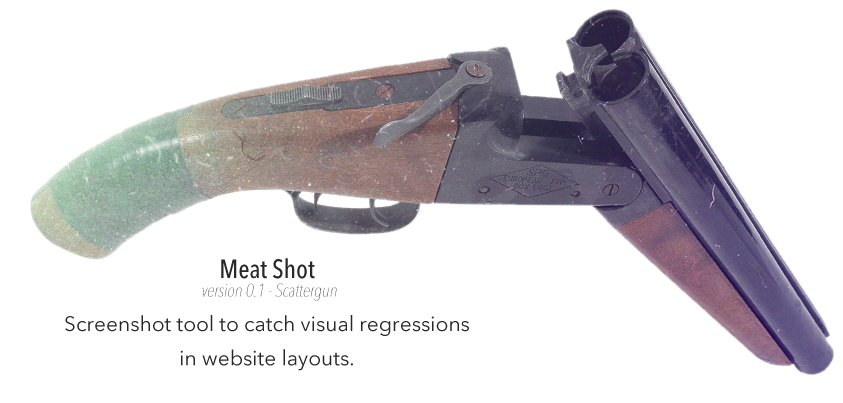 Meat Shot
version 0.1 - Scattergun
Screenshot tool to catch visual regressions
in website layouts.